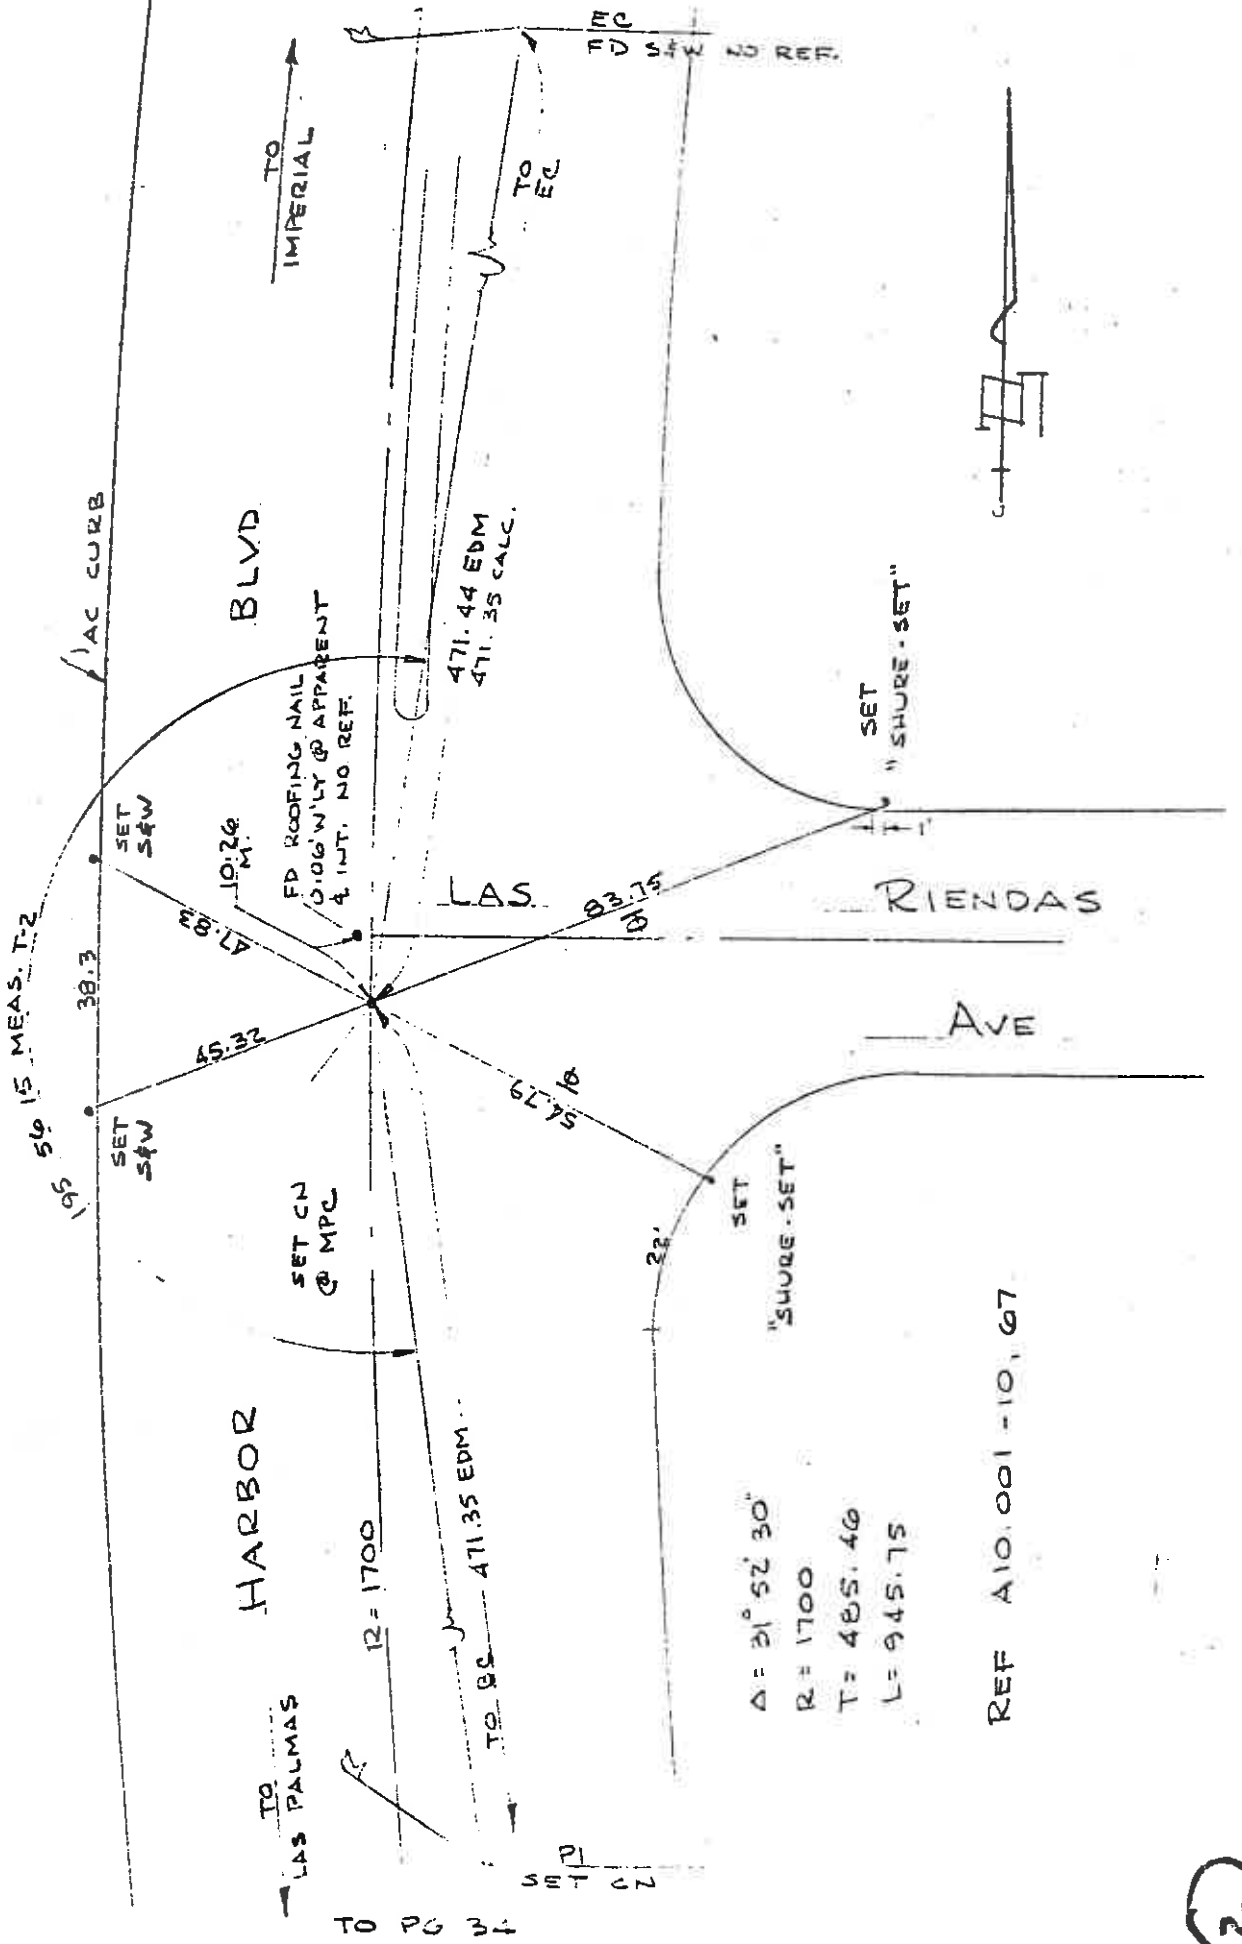 EC
FD S&W NO REF.
TO
IMPERIAL
TO
EC
AC CURB
BLVD.
471.44 EDM
471.35 CALC.
FD ROOFING NAIL
0.06' W'LY @ APPARENT
& INT. NO REF.
SET
S&W
10.26
M.
47.83
38.3
195 56 15 MEAS. T-2
45.32
SET
S&W
LAS
RIENDAS
AVE
83.75
SET
"SHURE-SET"
1'
54.79
SET
"SHURE-SET"
22'
SET CN
@ MPC
HARBOR
R = 1700
471.35 EDM
TO BC
TO
LAS PALMAS
PI
SET CN
TO PG 34
N
Δ = 31° 52' 30"
R = 1700
T = 485.46
L = 945.75
REF A10.001-10, 67